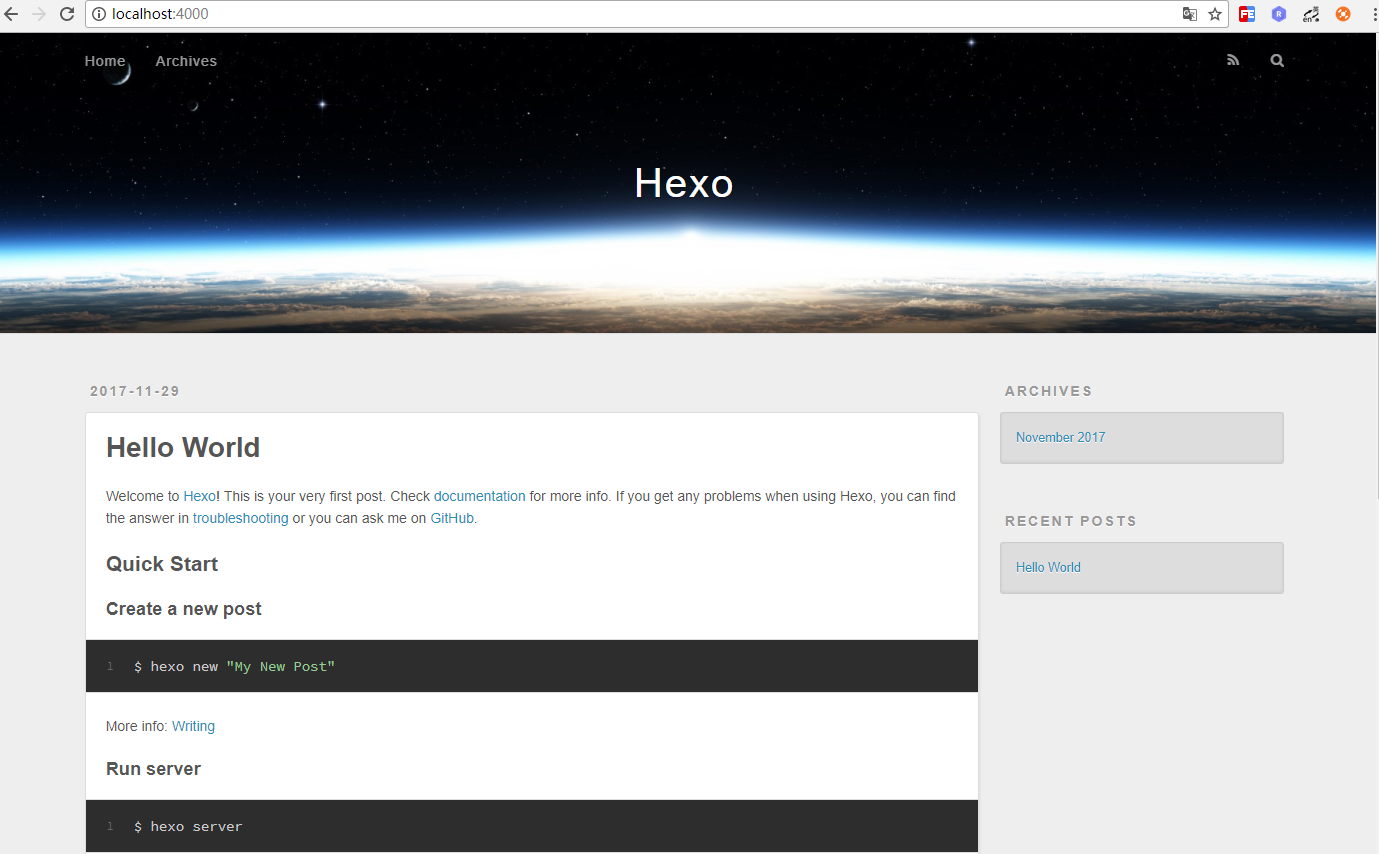 localhost:4000
Home Archives
Hexo
2017-11-29
Hello World
Welcome to Hexo! This is your very first post. Check documentation for more info. If you get any problems when using Hexo, you can find
the answer in troubleshooting or you can ask me on GitHub.
Quick Start
Create a new post
1 $ hexo new "My New Post"
More info: Writing
Run server
1 $ hexo server
ARCHIVES
November 2017
RECENT POSTS
Hello World